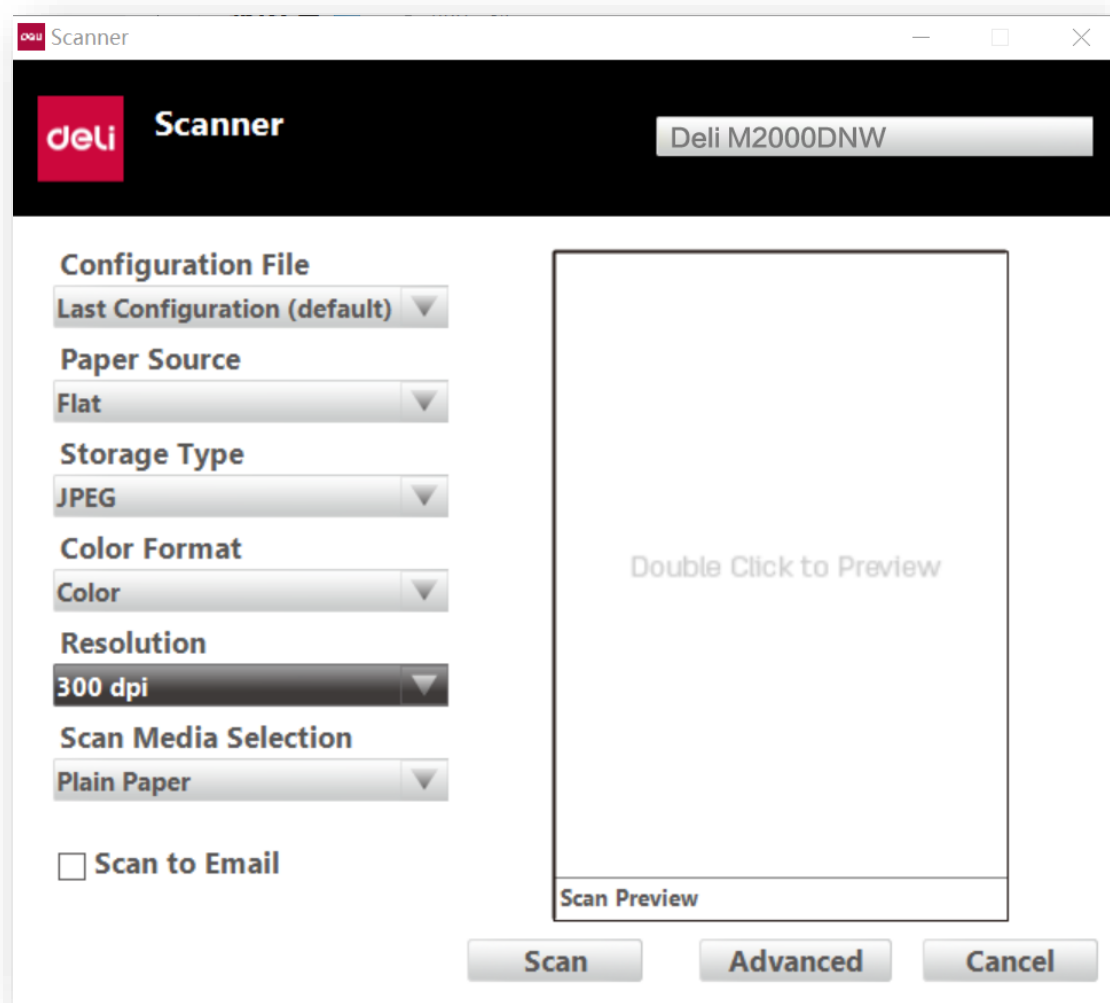 deli Scanner
deli
Scanner
Deli M2000DNW
Configuration File
Last Configuration (default)
Paper Source
Flat
Storage Type
JPEG
Color Format
Color
Resolution
300 dpi
Scan Media Selection
Plain Paper
Scan to Email
Double Click to Preview
Scan Preview
Scan
Advanced
Cancel